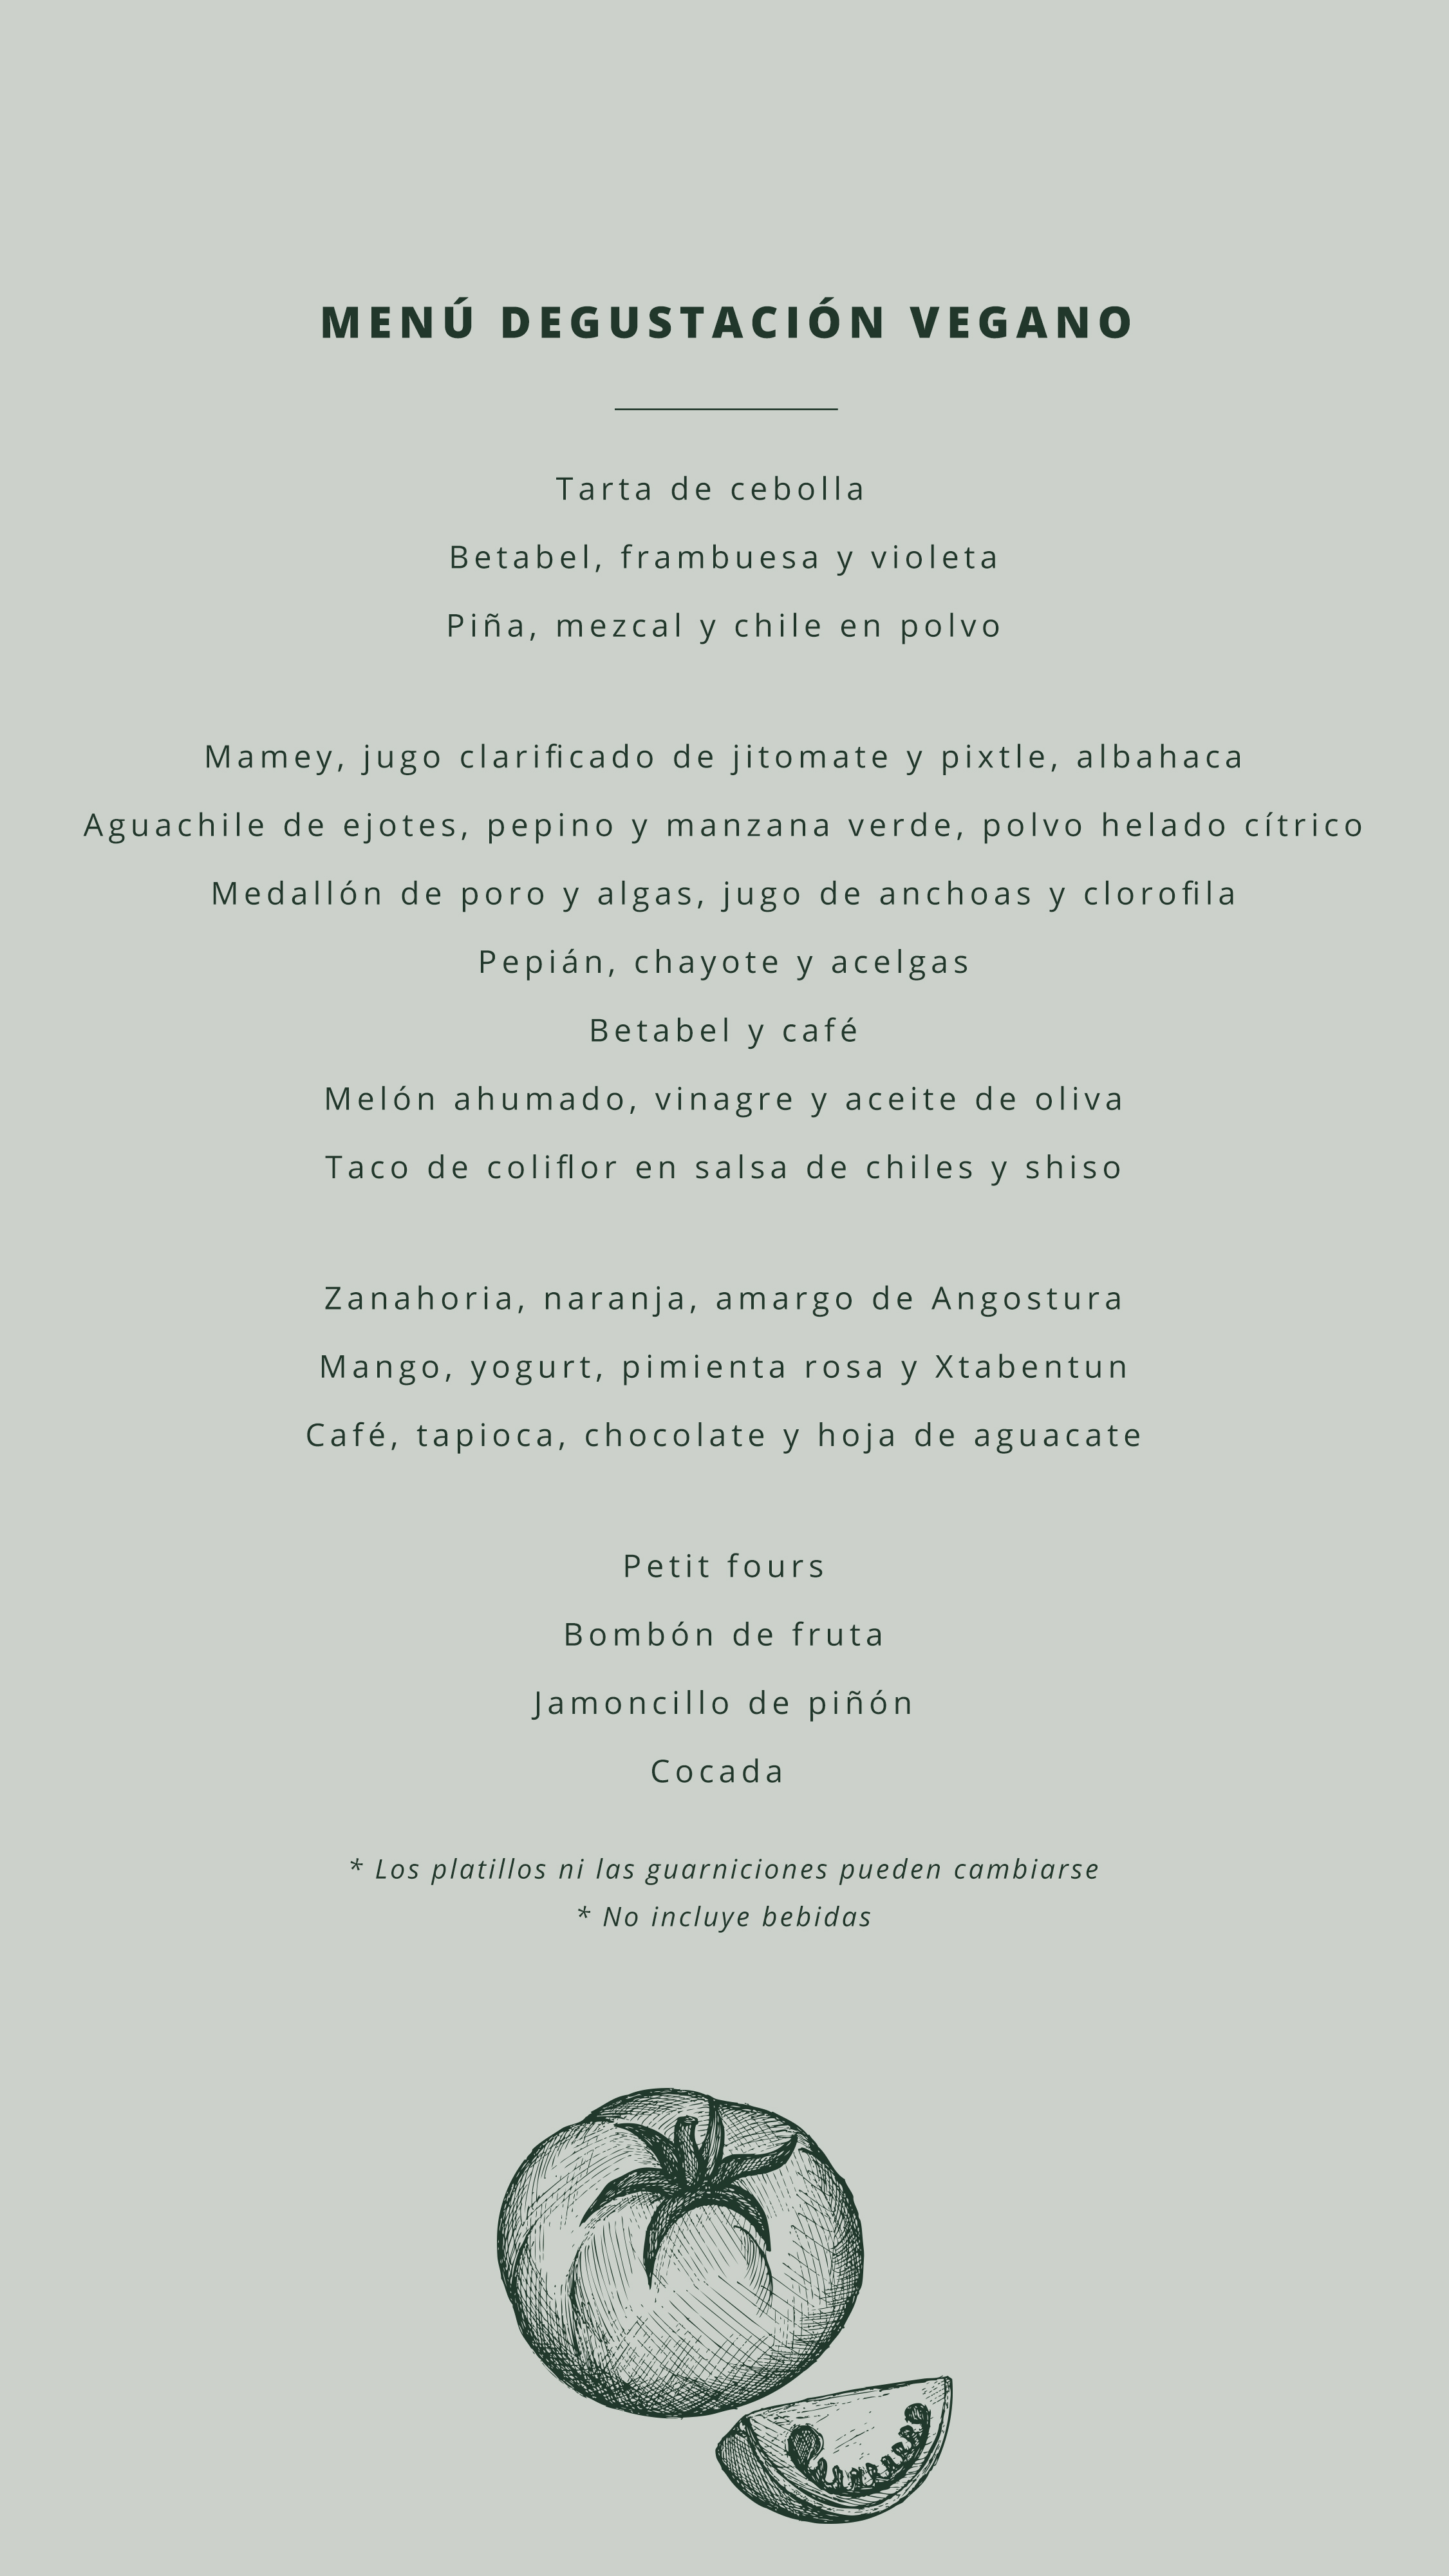 MENÚ DEGUSTACIÓN VEGANO
Tarta de cebolla
Betabel, frambuesa y violeta
Piña, mezcal y chile en polvo
Mamey, jugo clarificado de jitomate y pixtle, albahaca
Aguachile de ejotes, pepino y manzana verde, polvo helado cítrico
Medallón de poro y algas, jugo de anchoas y clorofila
Pepián, chayote y acelgas
Betabel y café
Melón ahumado, vinagre y aceite de oliva
Taco de coliflor en salsa de chiles y shiso
Zanahoria, naranja, amargo de Angostura
Mango, yogurt, pimienta rosa y Xtabentun
Café, tapioca, chocolate y hoja de aguacate
Petit fours
Bombón de fruta
Jamoncillo de piñón
Cocada
* Los platillos ni las guarniciones pueden cambiarse
* No incluye bebidas